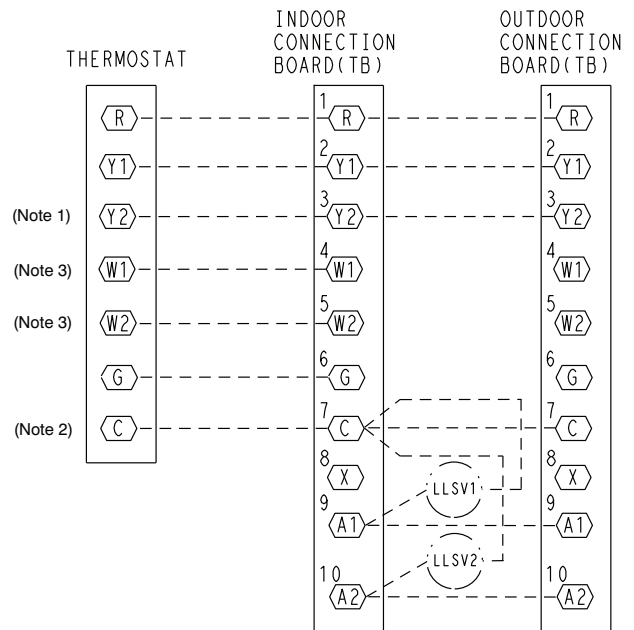 INDOOR
CONNECTION
BOARD(TB)
OUTDOOR
CONNECTION
BOARD(TB)
THERMOSTAT
R 1 R 1 R
Y1 2 Y1 2 Y1
(Note 1) Y2 3 Y2 3 Y2
(Note 3) W1 4 W1 4 W1
(Note 3) W2 5 W2 5 W2
G 6 G 6 G
(Note 2) C 7 C 7 C
8 X 8 X
LLSV1
9 A1 9 A1
LLSV2
10 A2 10 A2